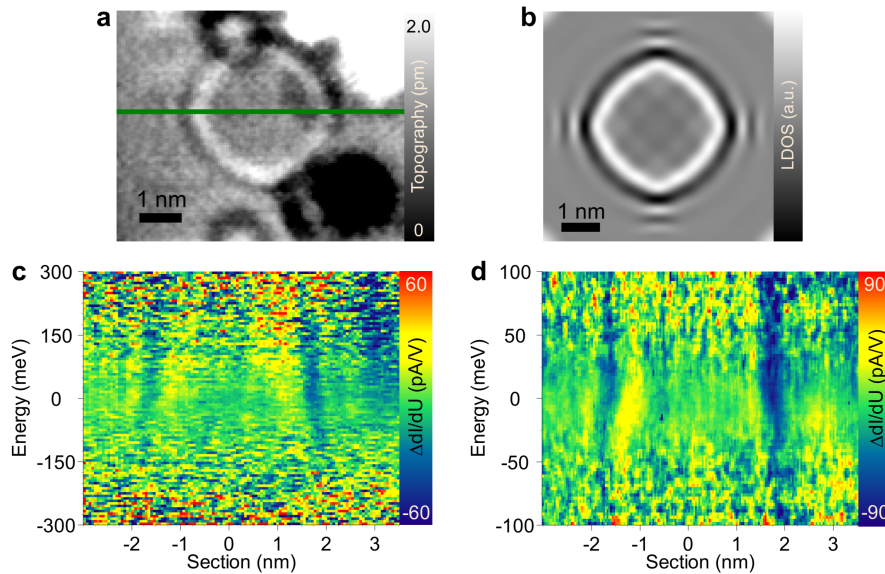 a
2.0
Topography (pm)
0
1 nm
b
LDOS (a.u.)
1 nm
c
300
150
0
-150
-300
Energy (meV)
-2 -1 0 1 2 3
Section (nm)
60
ΔdI/dU (pA/V)
-60
d
100
50
0
-50
-100
Energy (meV)
-2 -1 0 1 2 3
Section (nm)
90
ΔdI/dU (pA/V)
-90